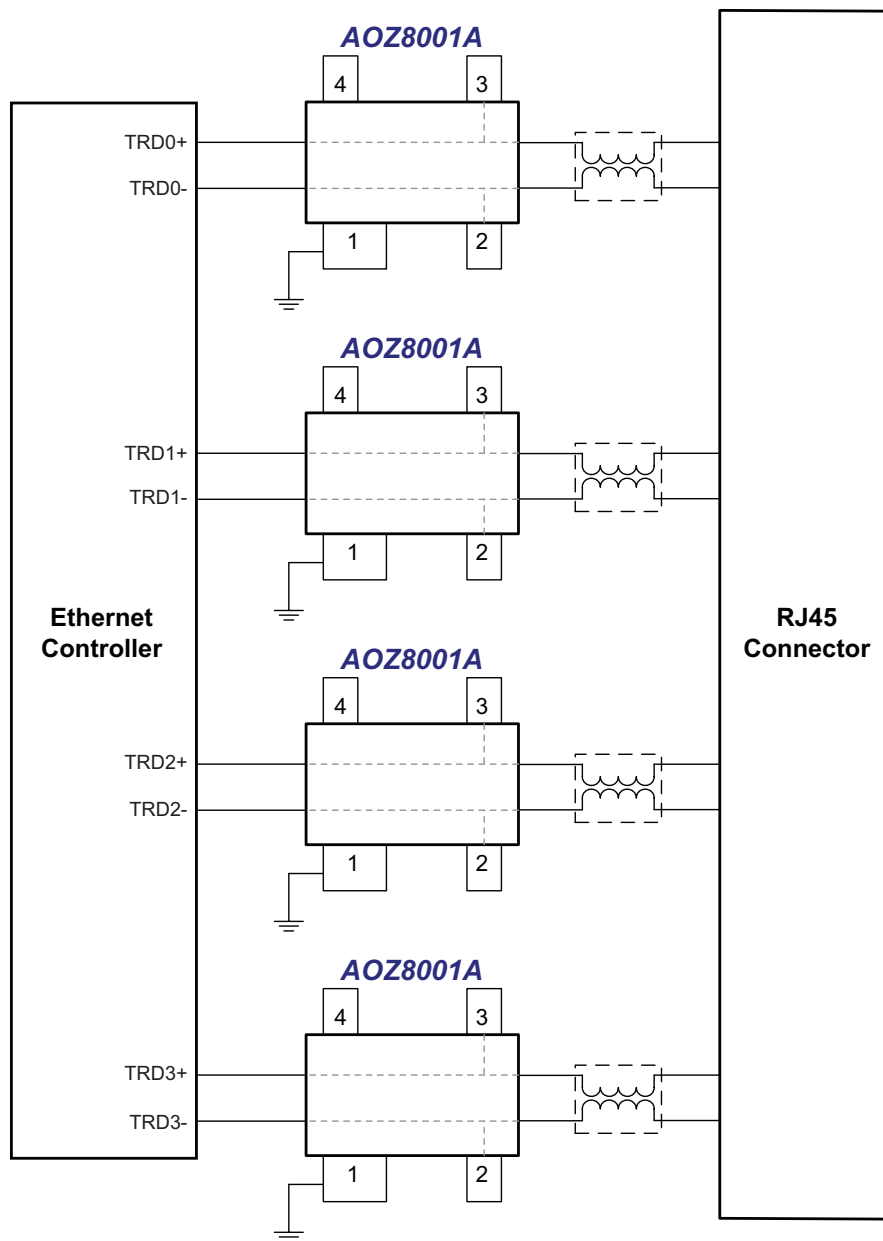 AOZ8001A
4
3
TRD0+
TRD0-
1
2
AOZ8001A
4
3
TRD1+
TRD1-
1
2
Ethernet
Controller
RJ45
Connector
AOZ8001A
4
3
TRD2+
TRD2-
1
2
AOZ8001A
4
3
TRD3+
TRD3-
1
2